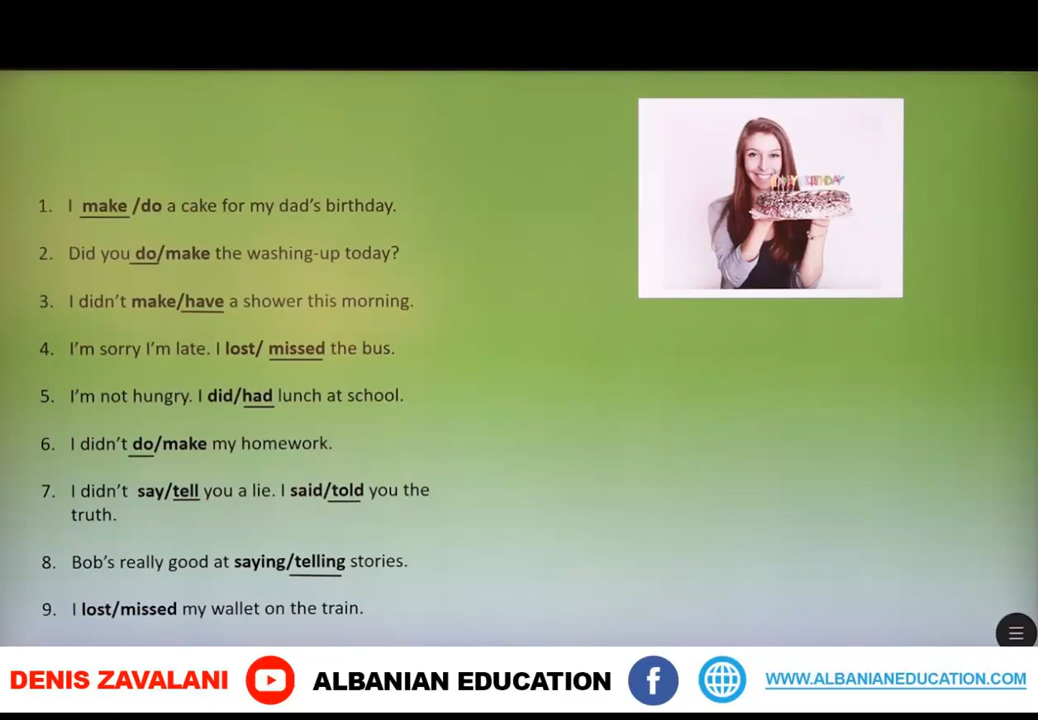 1. I make /do a cake for my dad's birthday.
2. Did you do/make the washing-up today?
3. I didn't make/have a shower this morning.
4. I'm sorry I'm late. I lost/ missed the bus.
5. I'm not hungry. I did/had lunch at school.
6. I didn't do/make my homework.
7. I didn't say/tell you a lie. I said/told you the
truth.
8. Bob's really good at saying/telling stories.
9. I lost/missed my wallet on the train.
DENIS ZAVALANI ALBANIAN EDUCATION WWW.ALBANIANEDUCATION.COM